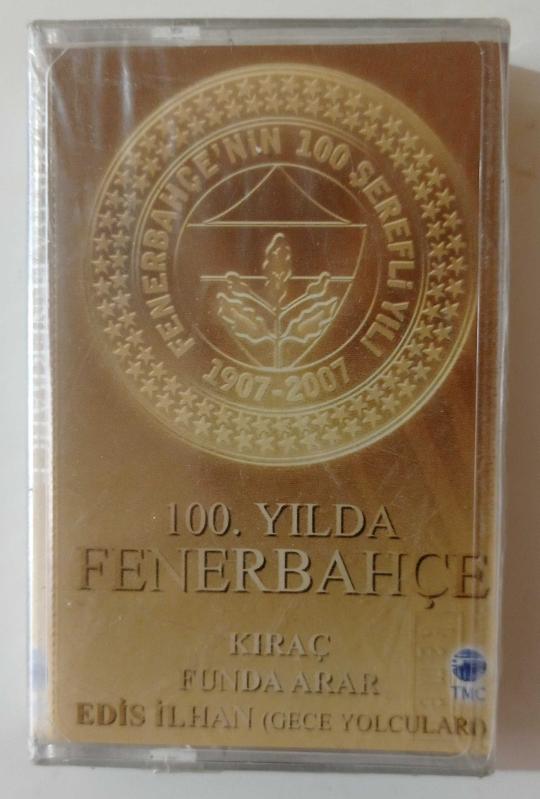 FENERBAHÇE'NİN 100 ŞEREFLİ YILI
1907-2007
100. YILDA
FENERBAHÇE
KIRAÇ
FUNDA ARAR
EDİS İLHAN (GECE YOLCULARI)
TMC